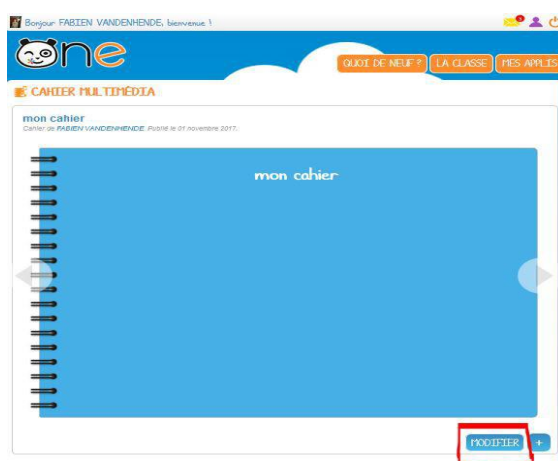 Bonjour FABIEN VANDENHENDE, bienvenue !
one
QUOI DE NEUF ?
LA CLASSE
MES APPLIS
CAHIER MULTIMÉDIA
mon cahier
Cahier de FABIEN VANDENHENDE. Publié le 01 novembre 2017.
mon cahier
MODIFIER
+